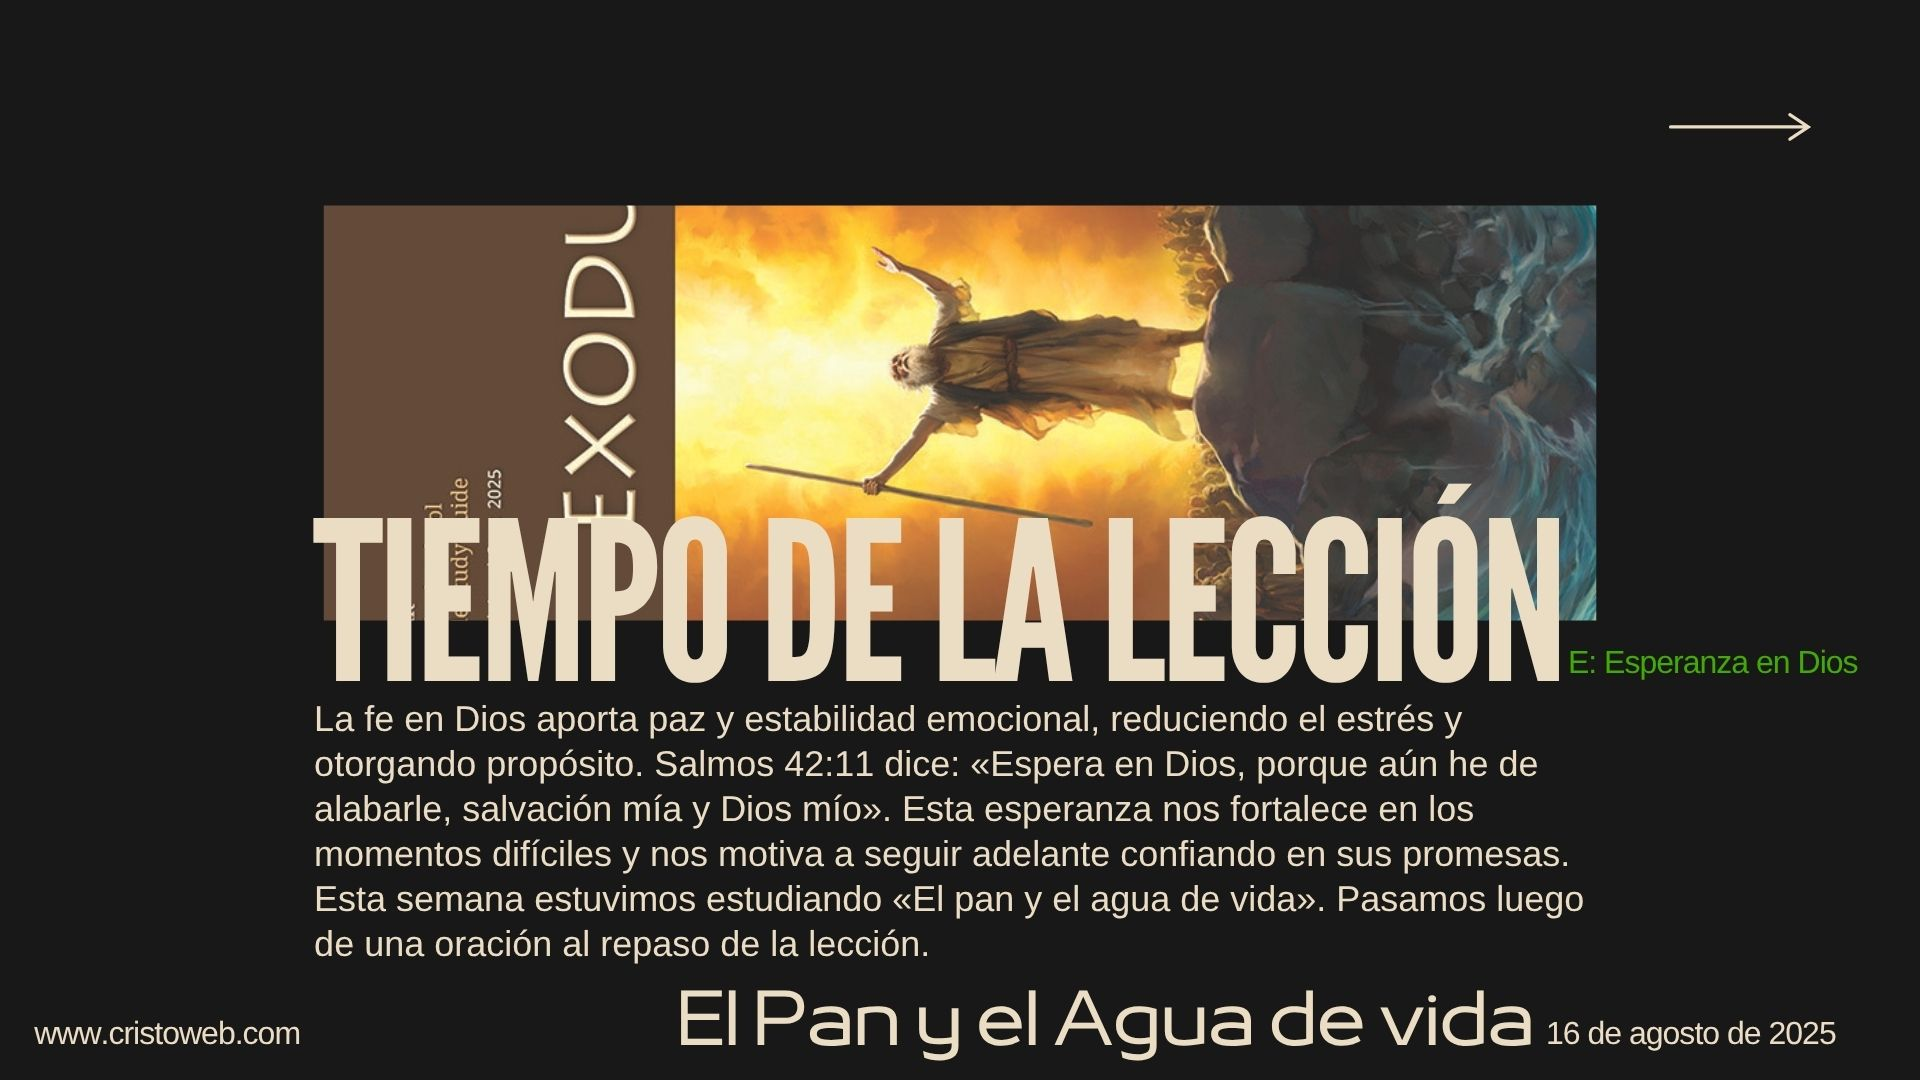 EXODU
2025
TIEMPO DE LA LECCIÓN
E: Esperanza en Dios
La fe en Dios aporta paz y estabilidad emocional, reduciendo el estrés y
otorgando propósito. Salmos 42:11 dice: «Espera en Dios, porque aún he de
alabarle, salvación mía y Dios mío». Esta esperanza nos fortalece en los
momentos difíciles y nos motiva a seguir adelante confiando en sus promesas.
Esta semana estuvimos estudiando «El pan y el agua de vida». Pasamos luego
de una oración al repaso de la lección.
El Pan y el Agua de vida
www.cristoweb.com
16 de agosto de 2025